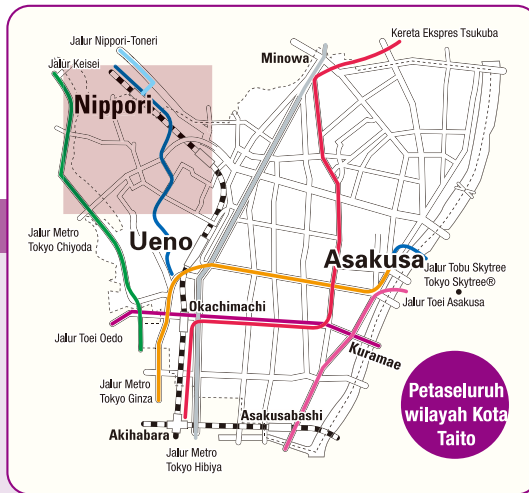 Jalur Nippori-Toneri
Kereta Ekspres Tsukuba
Minowa
Jalur Keisei
Nippori
Jalur Metro
Tokyo Chiyoda
Ueno
Asakusa
Jalur Tobu Skytree
Tokyo Skytree®
Jalur Toei Asakusa
Okachimachi
Jalur Toei Oedo
Kuramae
Jalur Metro
Tokyo Ginza
Petaseluruh
wilayah Kota
Taito
Asakusabashi
Akihabara
Jalur Metro
Tokyo Hibiya